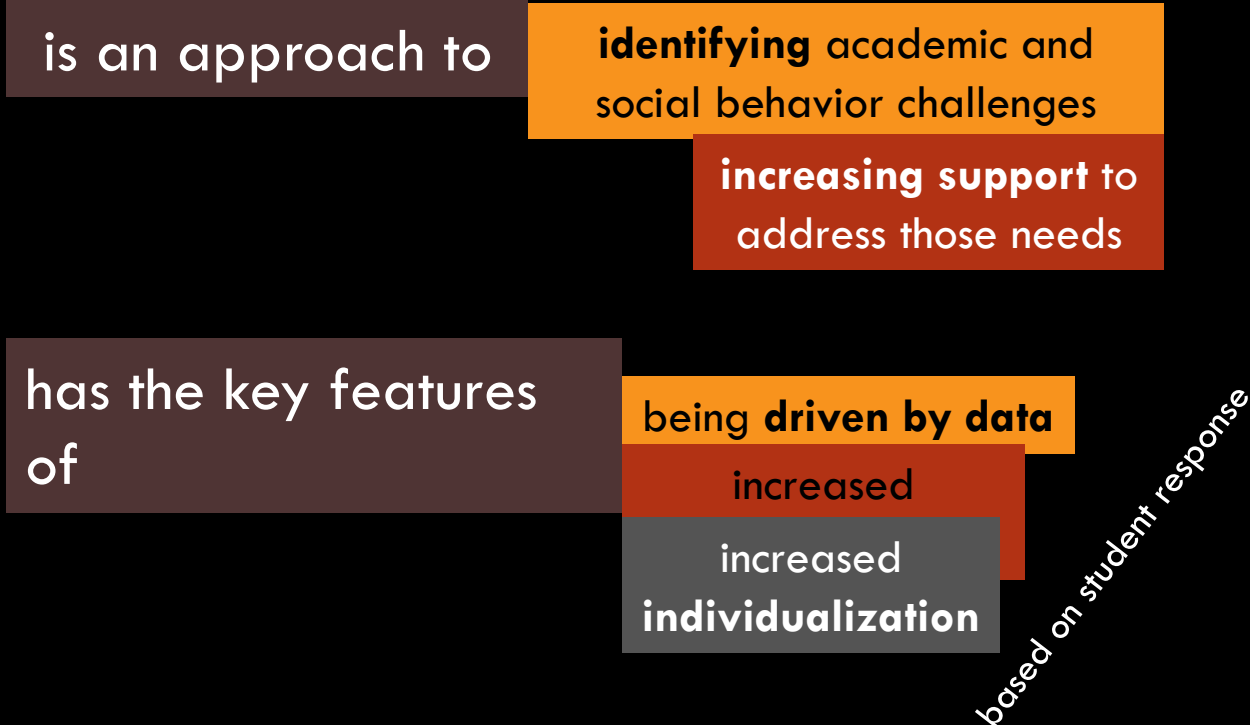 is an approach to
identifying academic and
social behavior challenges
increasing support to
address those needs
has the key features
of
being driven by data
increased
increased
individualization
based on student response